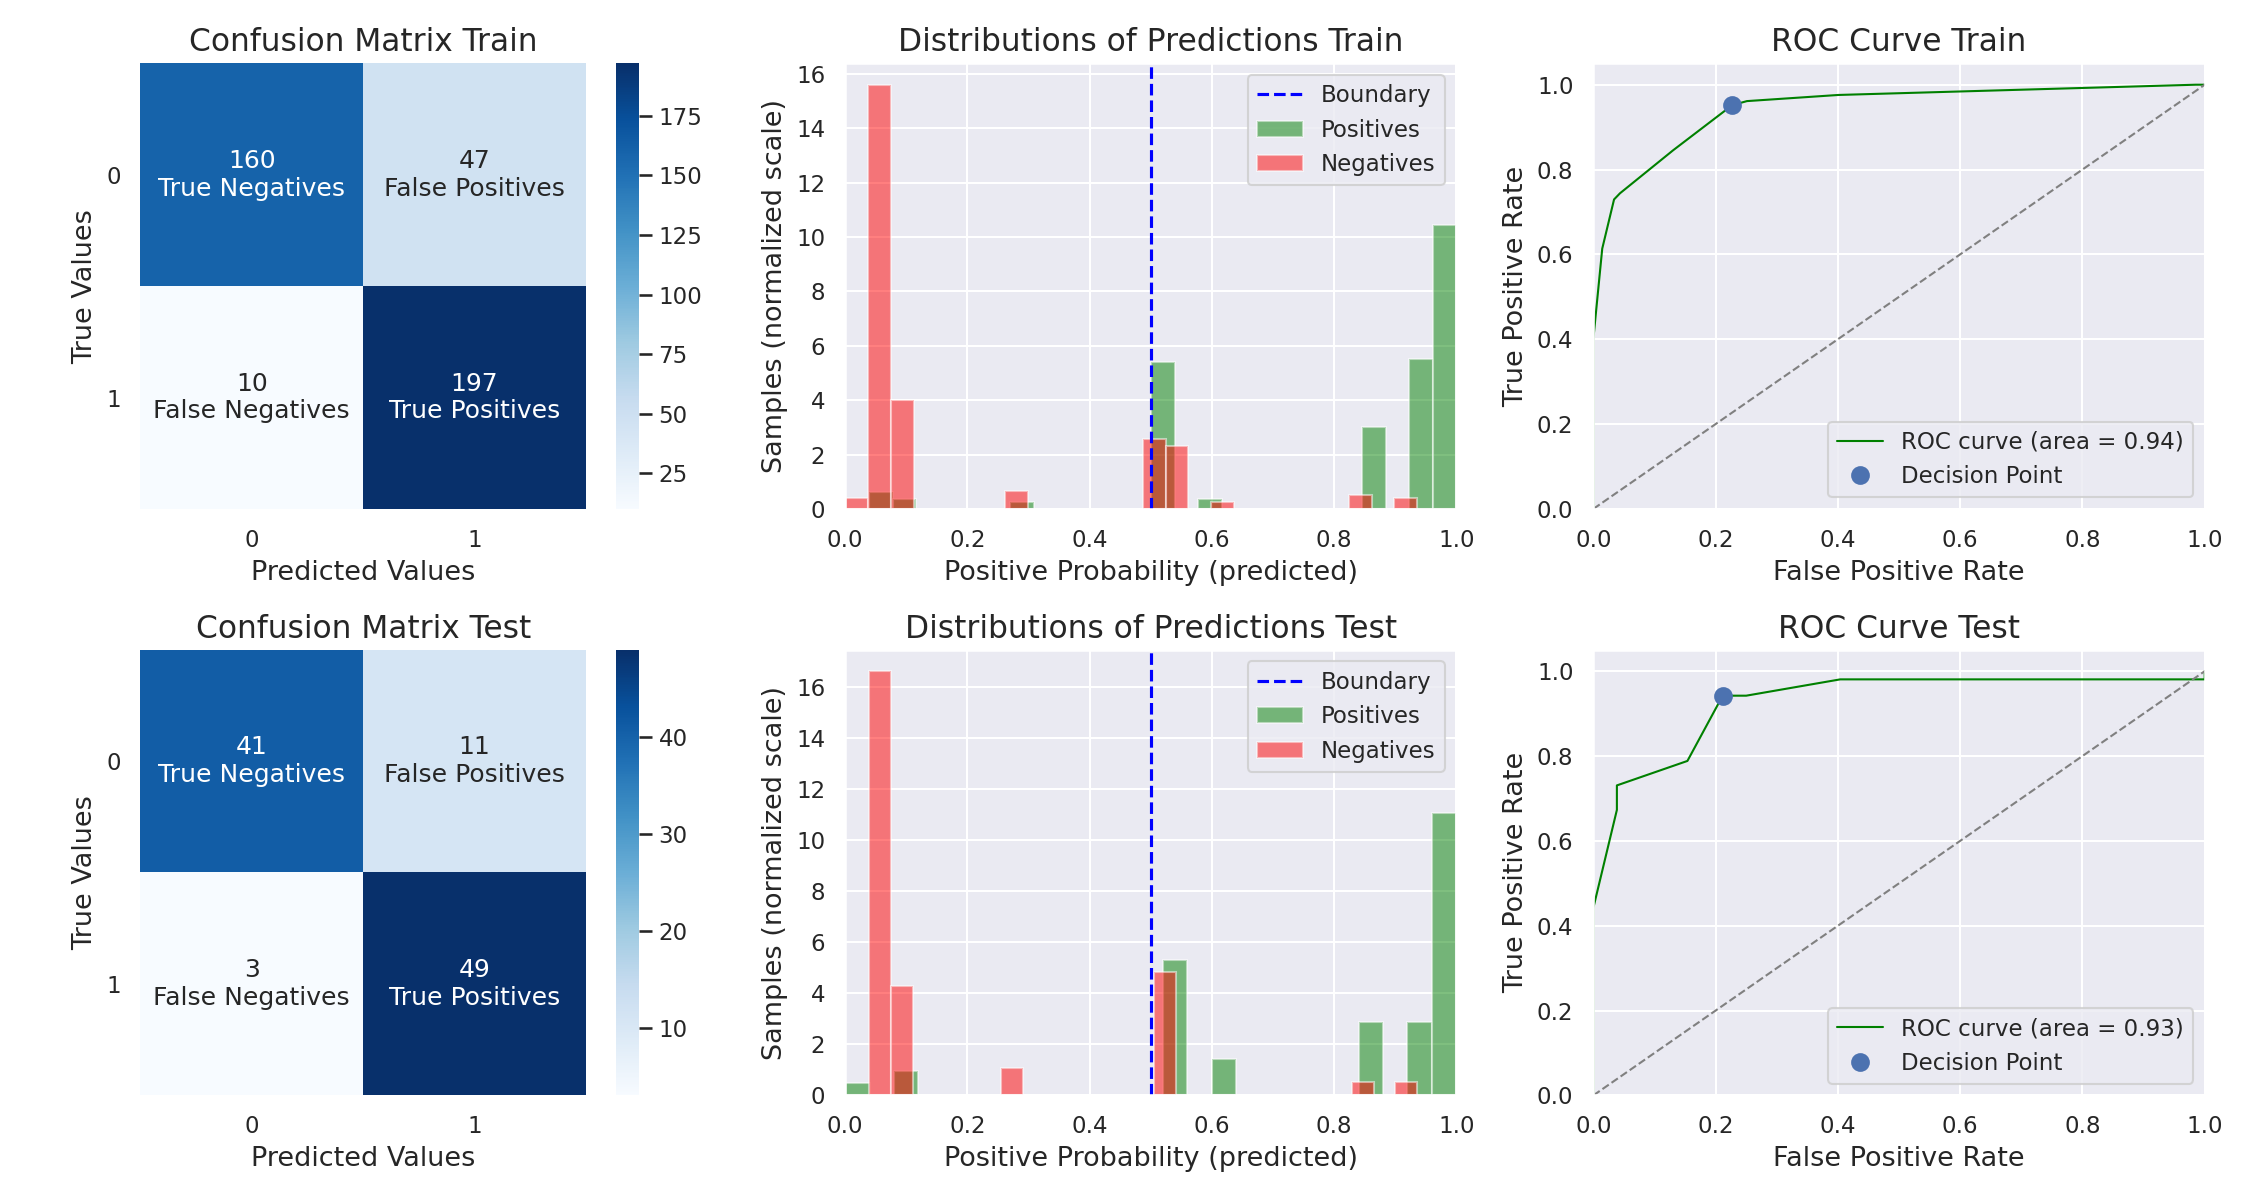 Confusion Matrix Train
True Values
0
1
160
True Negatives
47
False Positives
10
False Negatives
197
True Positives
0
1
Predicted Values
175
150
125
100
75
50
25
Distributions of Predictions Train
Samples (normalized scale)
16
14
12
10
8
6
4
2
0
Boundary
Positives
Negatives
0.0
0.2
0.4
0.6
0.8
1.0
Positive Probability (predicted)
ROC Curve Train
True Positive Rate
1.0
0.8
0.6
0.4
0.2
0.0
ROC curve (area = 0.94)
Decision Point
0.0
0.2
0.4
0.6
0.8
1.0
False Positive Rate
Confusion Matrix Test
True Values
0
1
41
True Negatives
11
False Positives
3
False Negatives
49
True Positives
0
1
Predicted Values
40
30
20
10
Distributions of Predictions Test
Samples (normalized scale)
16
14
12
10
8
6
4
2
0
Boundary
Positives
Negatives
0.0
0.2
0.4
0.6
0.8
1.0
Positive Probability (predicted)
ROC Curve Test
True Positive Rate
1.0
0.8
0.6
0.4
0.2
0.0
ROC curve (area = 0.93)
Decision Point
0.0
0.2
0.4
0.6
0.8
1.0
False Positive Rate